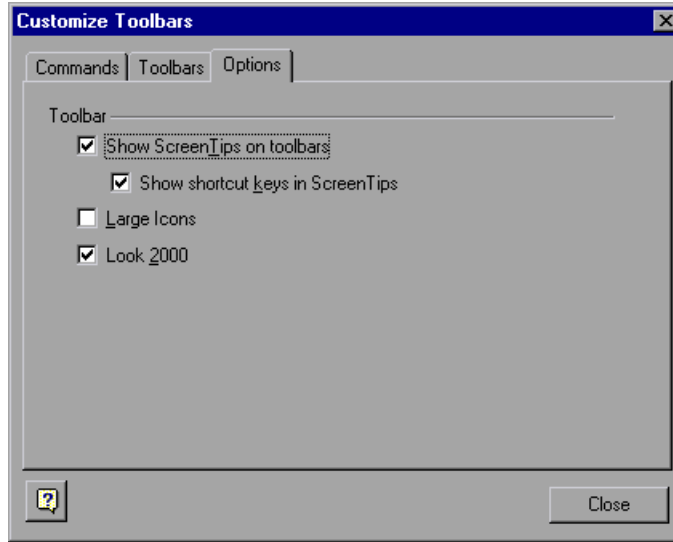 Customize Toolbars
Commands Toolbars Options
Toolbar
Show ScreenTips on toolbars
Show shortcut keys in ScreenTips
Large Icons
Look 2000
?
Close